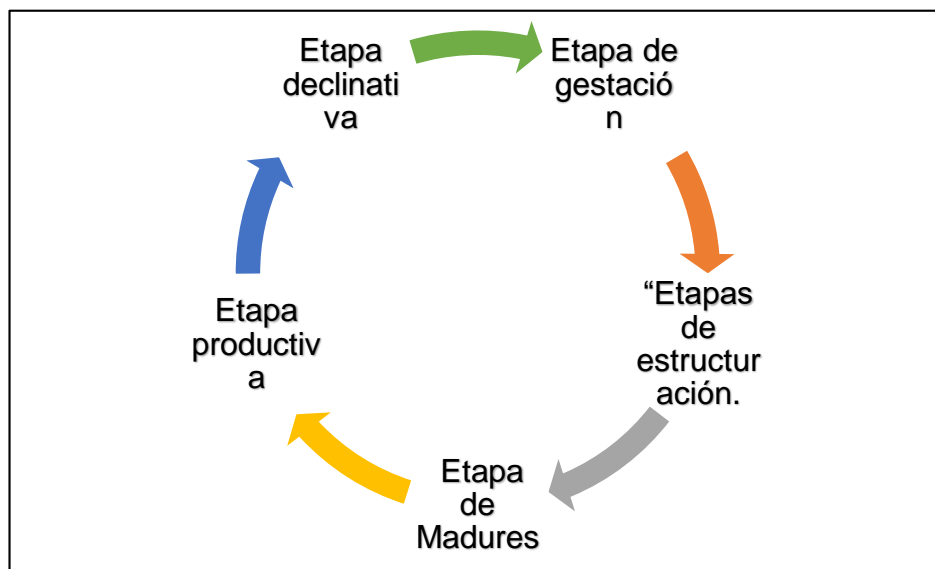 Etapa
declinati
va
Etapa de
gestació
n
“Etapas
de
estructur
ación.
Etapa
de
Madures
Etapa
productiv
a